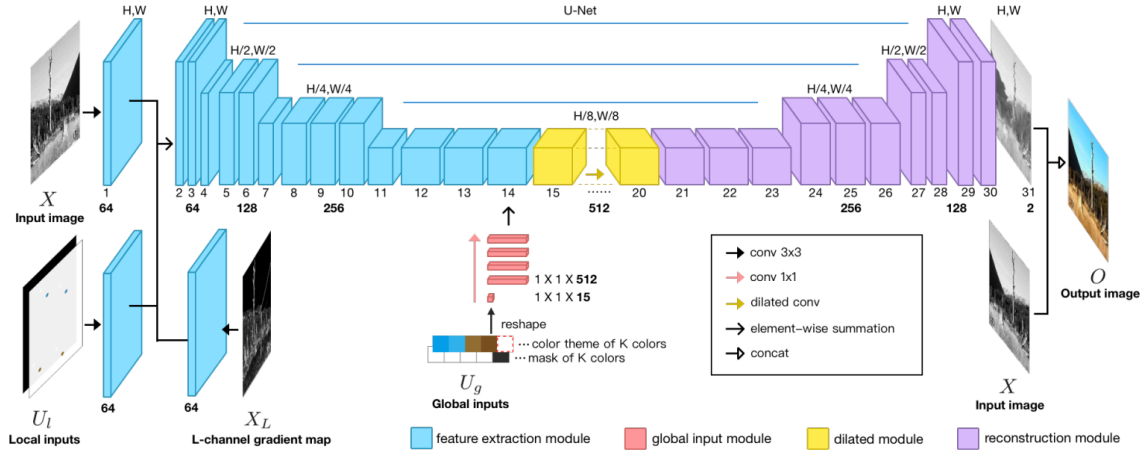 H,W
H,W
U-Net
H,W
H,W
H/2,W/2
H/2,W/2
H/4,W/4
H/4,W/4
H/8,W/8
X
Input image
1
64
2 3 4 5 6 7 8 9 10 11 12 13 14 15 20 21 22 23 24 25 26 27 28 29 30 31
64 128 256 ...... 512 256 128 2
1 X 1 X 512
1 X 1 X 15
reshape
··· color theme of K colors
··· mask of K colors
U_g
Global inputs
conv 3x3
conv 1x1
dilated conv
element-wise summation
concat
O
Output image
X
Input image
U_l
Local inputs
64
64
X_L
L-channel gradient map
feature extraction module
global input module
dilated module
reconstruction module